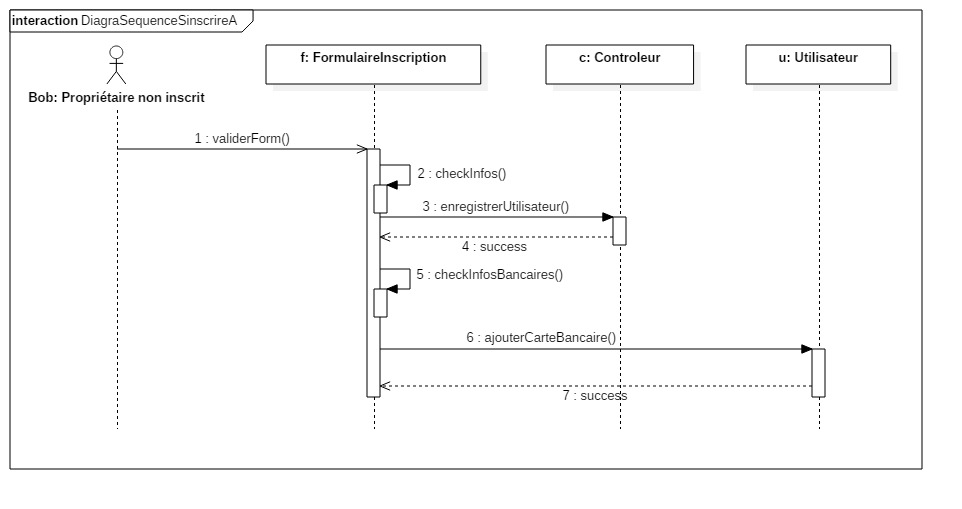 interaction DiagraSequenceSinscrireA
Bob: Propriétaire non inscrit
f: FormulaireInscription
c: Controleur
u: Utilisateur
1 : validerForm()
2 : checkInfos()
3 : enregistrerUtilisateur()
4 : success
5 : checkInfosBancaires()
6 : ajouterCarteBancaire()
7 : success